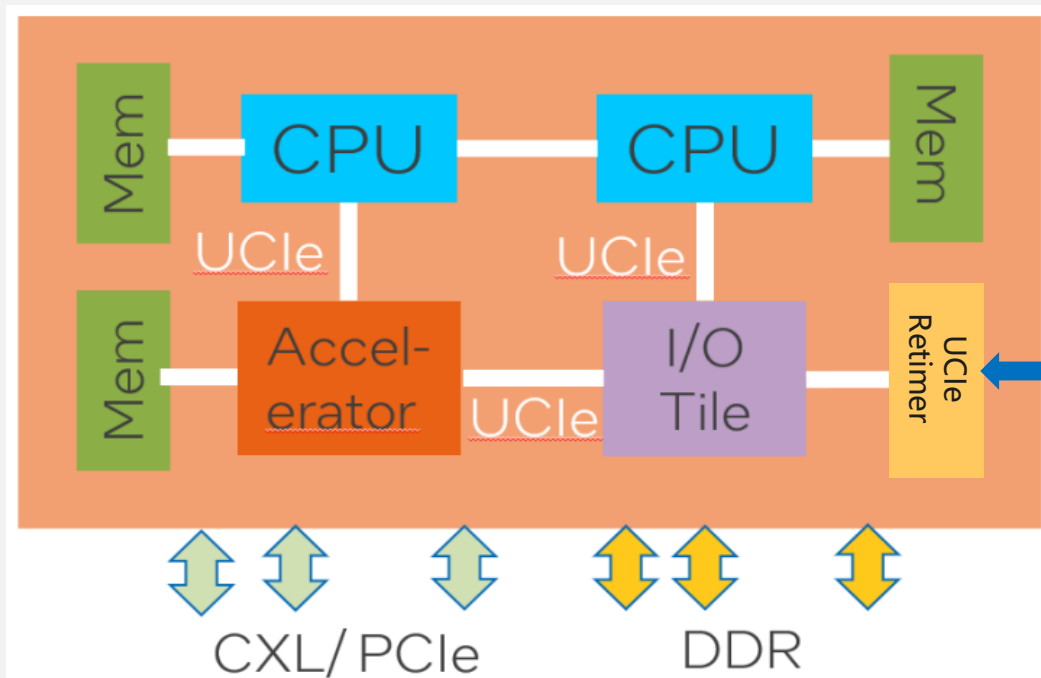 Mem
CPU
CPU
Mem
UCIe
UCIe
Mem
Accel-
erator
UCIe
I/O
Tile
UCIe
Retimer
CXL/ PCIe
DDR